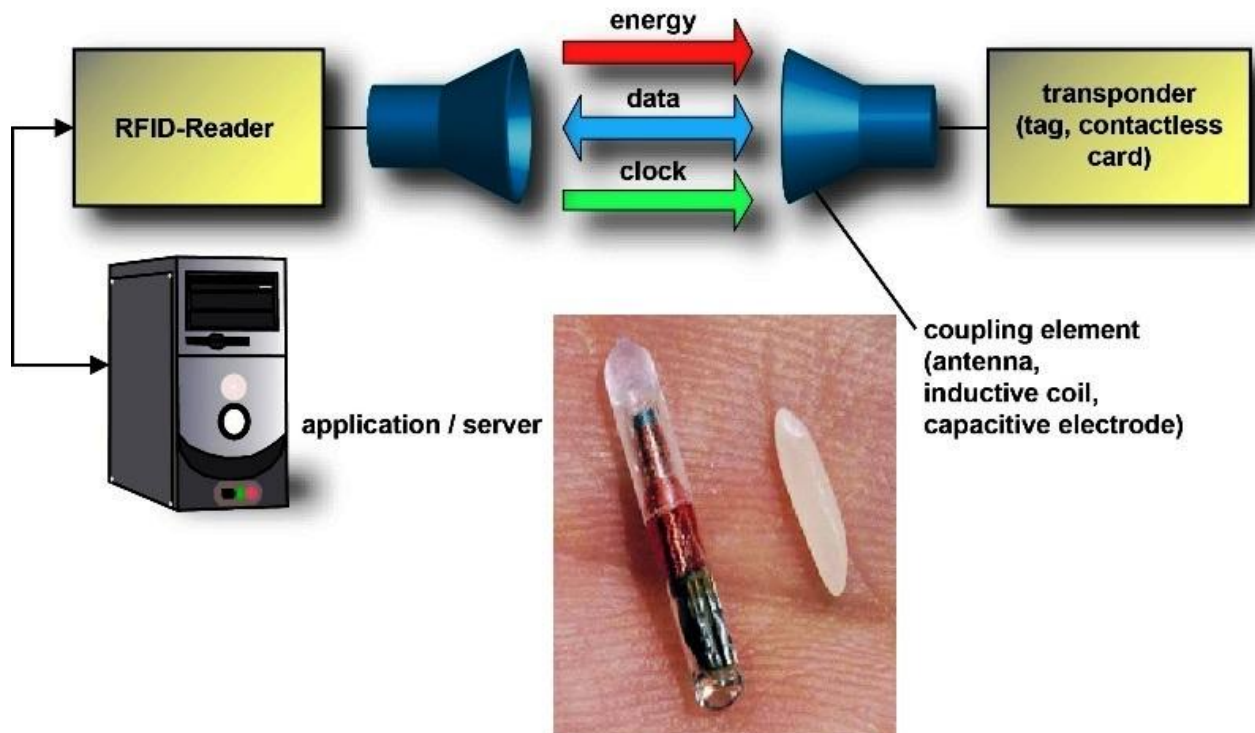 energy
RFID-Reader
data
transponder
(tag, contactless
card)
clock
coupling element
(antenna,
inductive coil,
capacitive electrode)
application / server